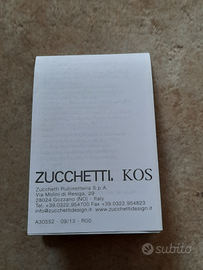 ZUCCHETTI. KOS
Zucchetti Rubinetteria S.p.A.
Via Molini di Resiga, 29
28024 Gozzano (NO) - Italy
Tel. +39.0322.954700 Fax +39.0322.954823
info@zucchettidesign.it www.zucchettidesign.it
A30552 - 09/13 - R00
subito